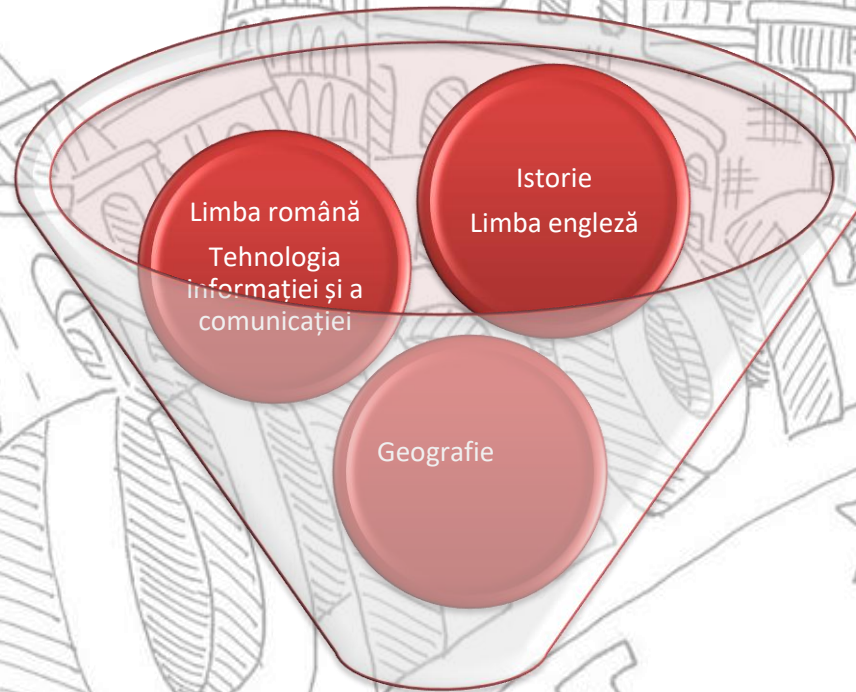 Limba română
Tehnologia
informației și a
comunicației
Istorie
Limba engleză
Geografie